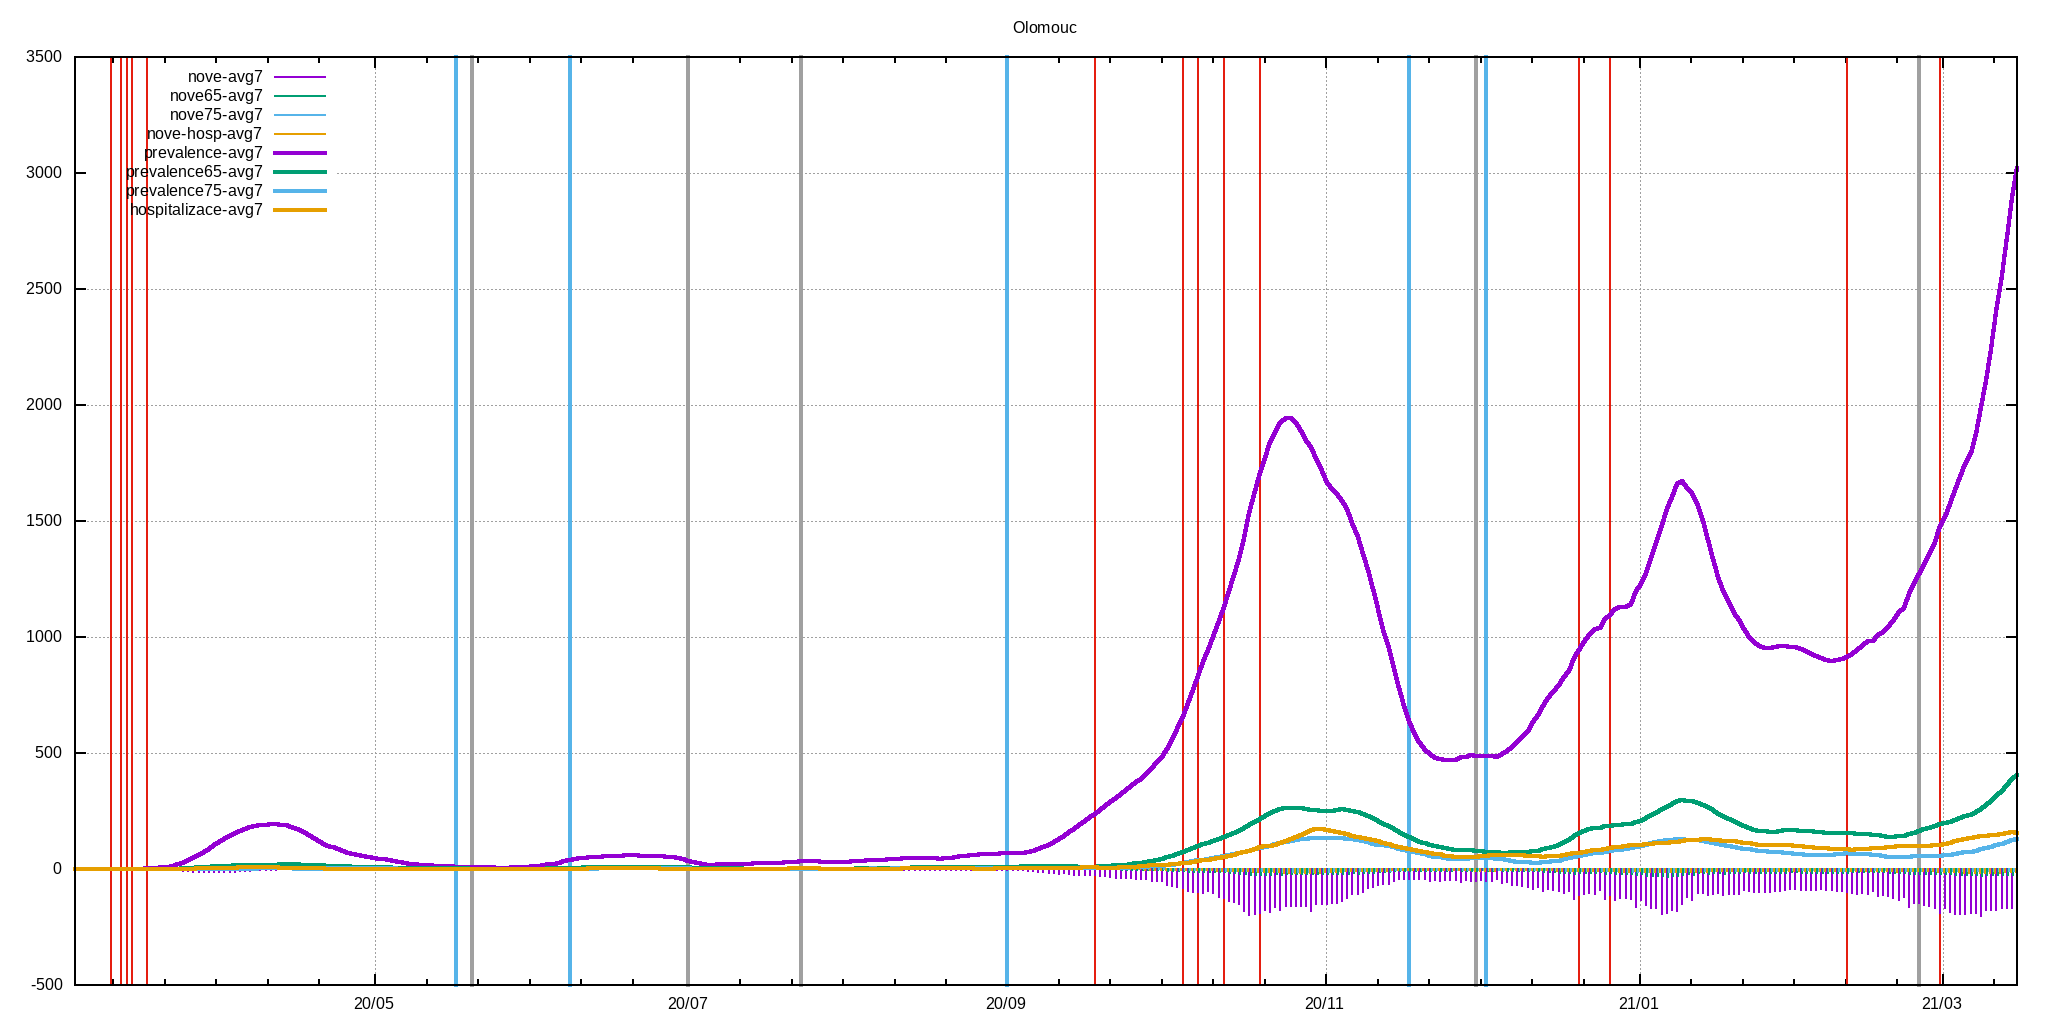 Olomouc
3500
3000
2500
2000
1500
1000
500
0
-500
nove-avg7
nove65-avg7
nove75-avg7
nove-hosp-avg7
prevalence-avg7
prevalence65-avg7
prevalence75-avg7
hospitalizace-avg7
20/05
20/07
20/09
20/11
21/01
21/03